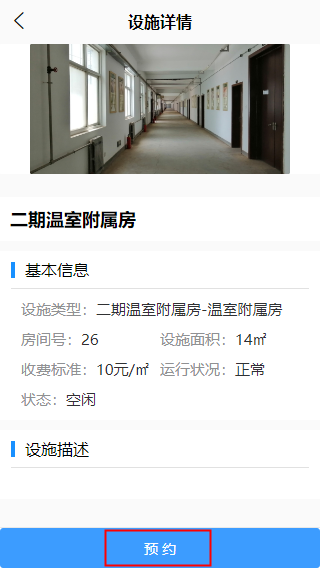 设施详情
二期温室附属房
基本信息
设施类型：二期温室附属房-温室附属房
房间号：26 设施面积：14㎡
收费标准：10元/㎡ 运行状况：正常
状态：空闲
设施描述
预约